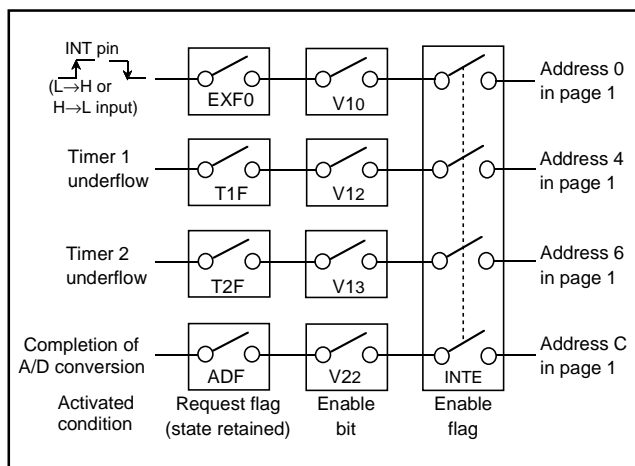 INT pin
(L→H or
H→L input)
EXF0
V10
Address 0
in page 1
Timer 1
underflow
T1F
V12
Address 4
in page 1
Timer 2
underflow
T2F
V13
Address 6
in page 1
Completion of
A/D conversion
ADF
V22
INTE
Address C
in page 1
Activated
condition
Request flag
(state retained)
Enable
bit
Enable
flag